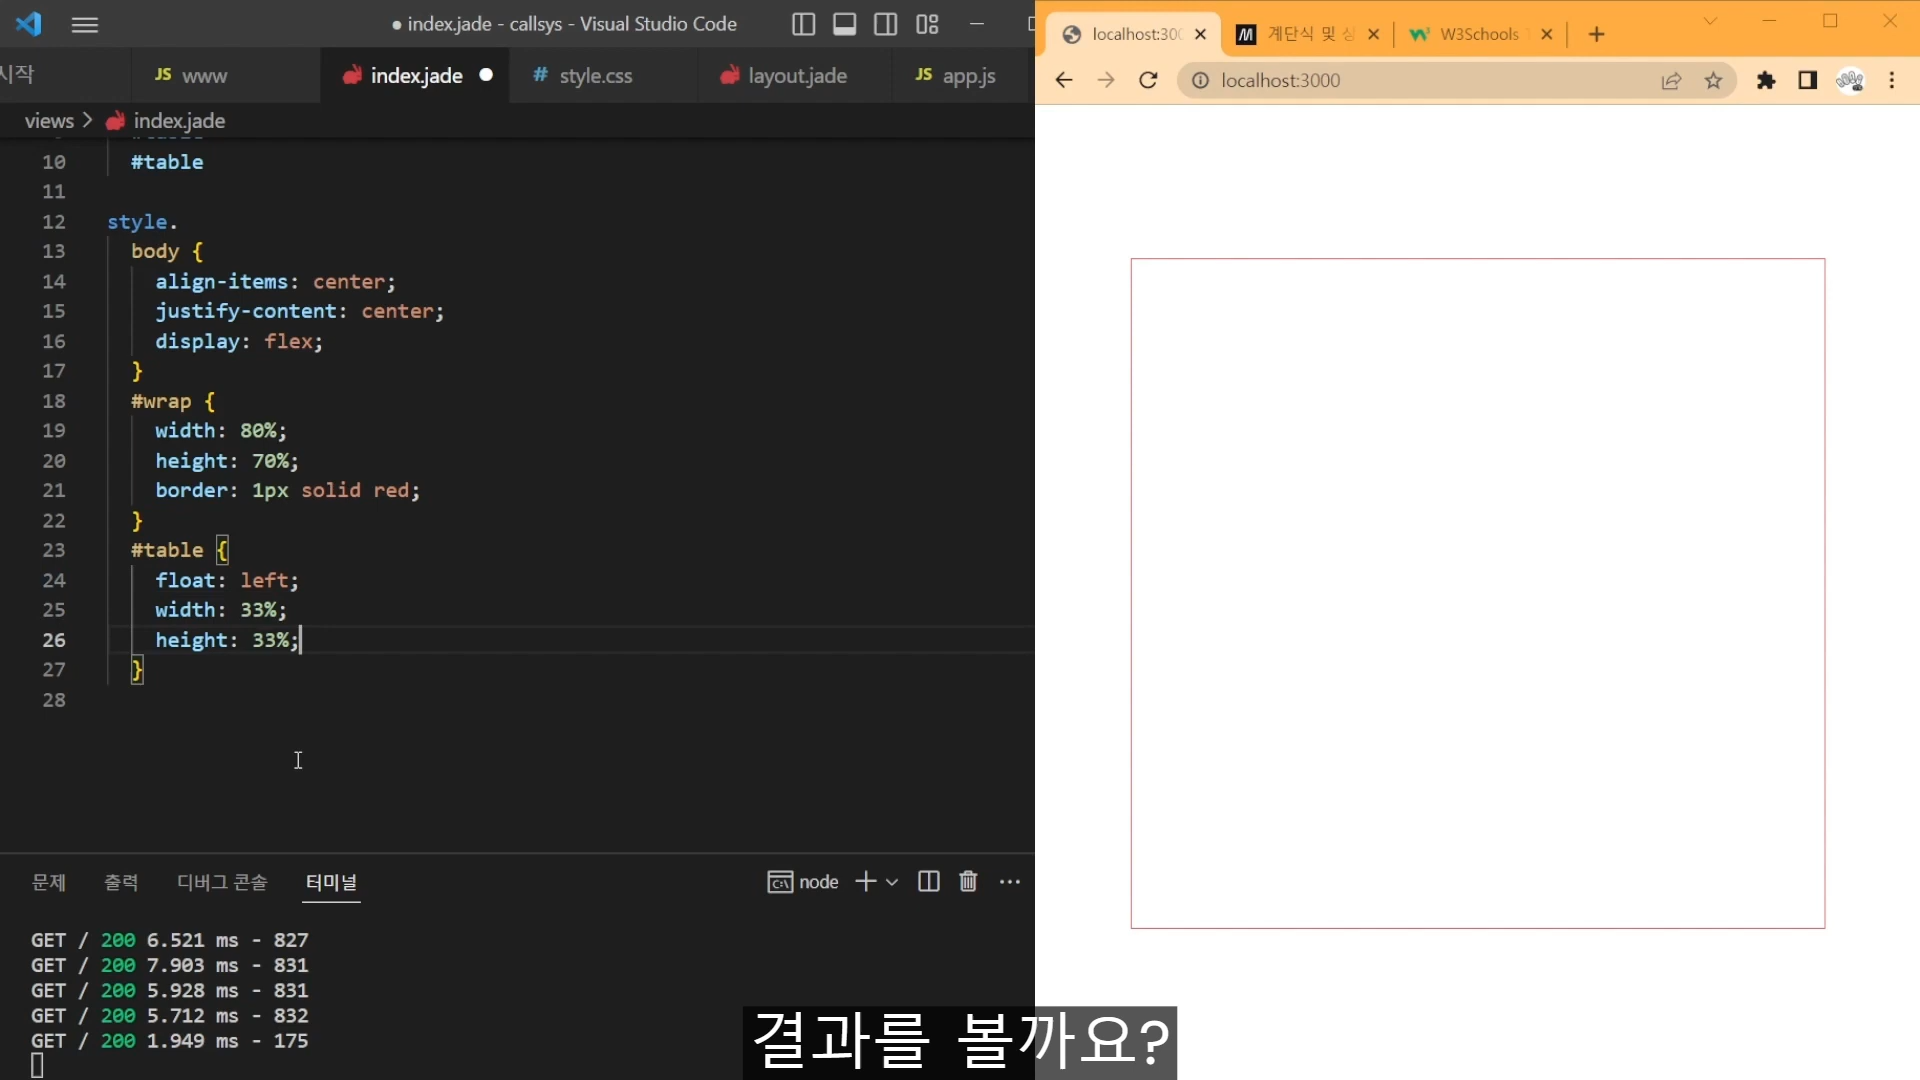 index.jade - callsys - Visual Studio Code
시작
JS www
index.jade
# style.css
layout.jade
JS app.js
views > index.jade
10 #table
11
12 style.
13 body {
14 align-items: center;
15 justify-content: center;
16 display: flex;
17 }
18 #wrap {
19 width: 80%;
20 height: 70%;
21 border: 1px solid red;
22 }
23 #table {
24 float: left;
25 width: 33%;
26 height: 33%;
27 }
28
문제 출력 디버그 콘솔 터미널
node
GET / 200 6.521 ms - 827
GET / 200 7.903 ms - 831
GET / 200 5.928 ms - 831
GET / 200 5.712 ms - 832
GET / 200 1.949 ms - 175
localhost:300
계단식 및 상
W3Schools
localhost:3000
결과를 볼까요?